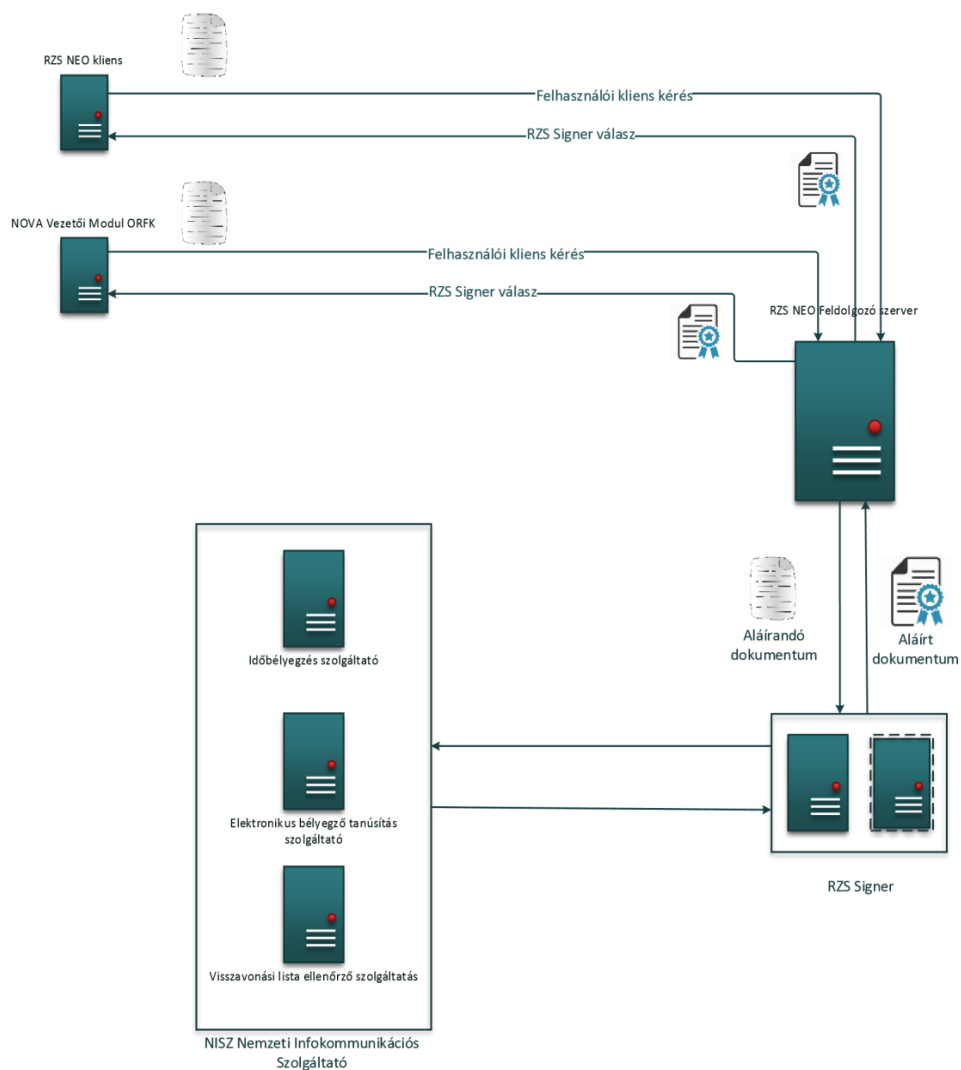 RZS NEO kliens
Felhasználói kliens kérés
RZS Signer válasz
NOVA Vezetői Modul ORFK
Felhasználói kliens kérés
RZS Signer válasz
RZS NEO Feldolgozó szerver
Aláírandó
dokumentum
Aláírt
dokumentum
Időbélyegzés szolgáltató
Elektronikus bélyegző tanúsítás
szolgáltató
Visszavonási lista ellenőrző szolgáltatás
RZS Signer
NISZ Nemzeti Infokommunikációs
Szolgáltató